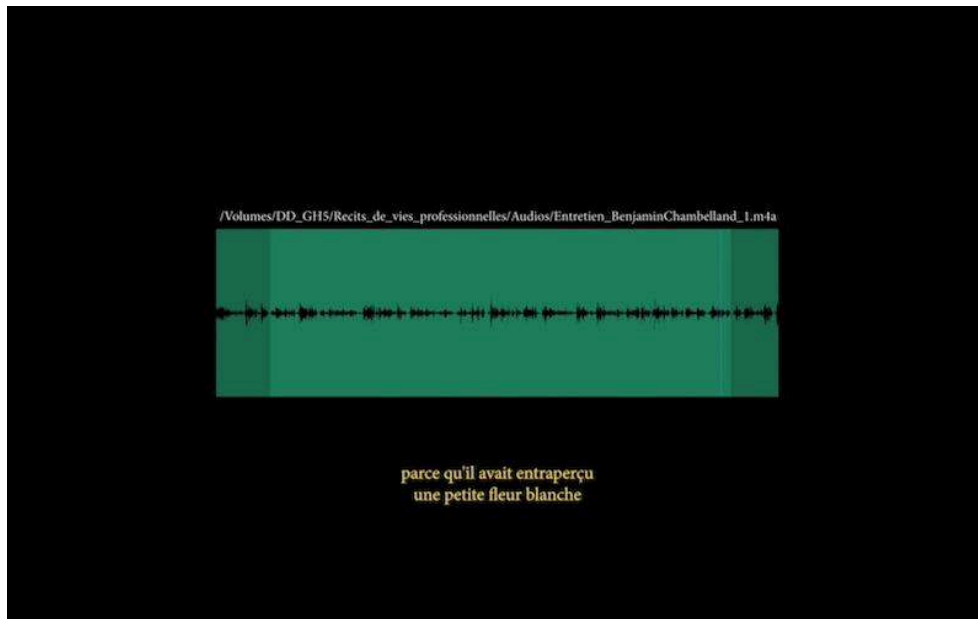 /Volumes/DD_GH5/Recits_de_vies_professionnelles/Audios/Entretien_BenjaminChambelland_1.m4a
parce qu'il avait entraperçu
une petite fleur blanche